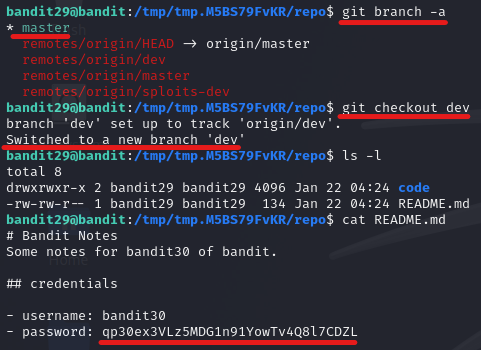 bandit29@bandit:/tmp/tmp.M5BS79FvKR/repo$ git branch -a
* master
remotes/origin/HEAD -> origin/master
remotes/origin/dev
remotes/origin/master
remotes/origin/sploits-dev
bandit29@bandit:/tmp/tmp.M5BS79FvKR/repo$ git checkout dev
branch 'dev' set up to track 'origin/dev'.
Switched to a new branch 'dev'
bandit29@bandit:/tmp/tmp.M5BS79FvKR/repo$ ls -l
total 8
drwxrwxr-x 2 bandit29 bandit29 4096 Jan 22 04:24 code
-rw-rw-r-- 1 bandit29 bandit29  134 Jan 22 04:24 README.md
bandit29@bandit:/tmp/tmp.M5BS79FvKR/repo$ cat README.md
# Bandit Notes
Some notes for bandit30 of bandit.
## credentials
- username: bandit30
- password: qp30ex3VLz5MDG1n91YowTv4Q8l7CDZL